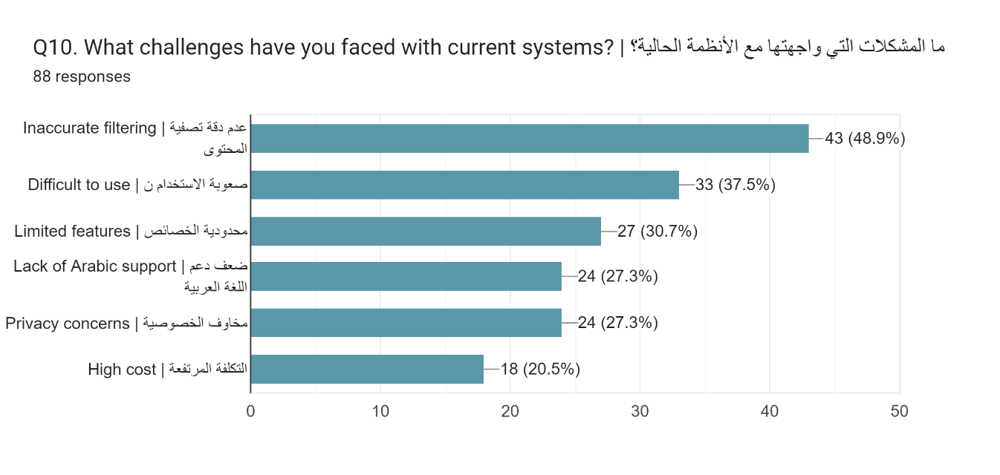 Q10. What challenges have you faced with current systems? | ما المشكلات التي واجهتها مع الأنظمة الحالية؟
88 responses
Inaccurate filtering | عدم دقة تصفية
المحتوى
43 (48.9%)
Difficult to use | صعوبة الاستخدام ن
33 (37.5%)
Limited features | محدودية الخصائص
27 (30.7%)
Lack of Arabic support | ضعف دعم
اللغة العربية
24 (27.3%)
Privacy concerns | مخاوف الخصوصية
24 (27.3%)
High cost | التكلفة المرتفعة
18 (20.5%)
0 10 20 30 40 50